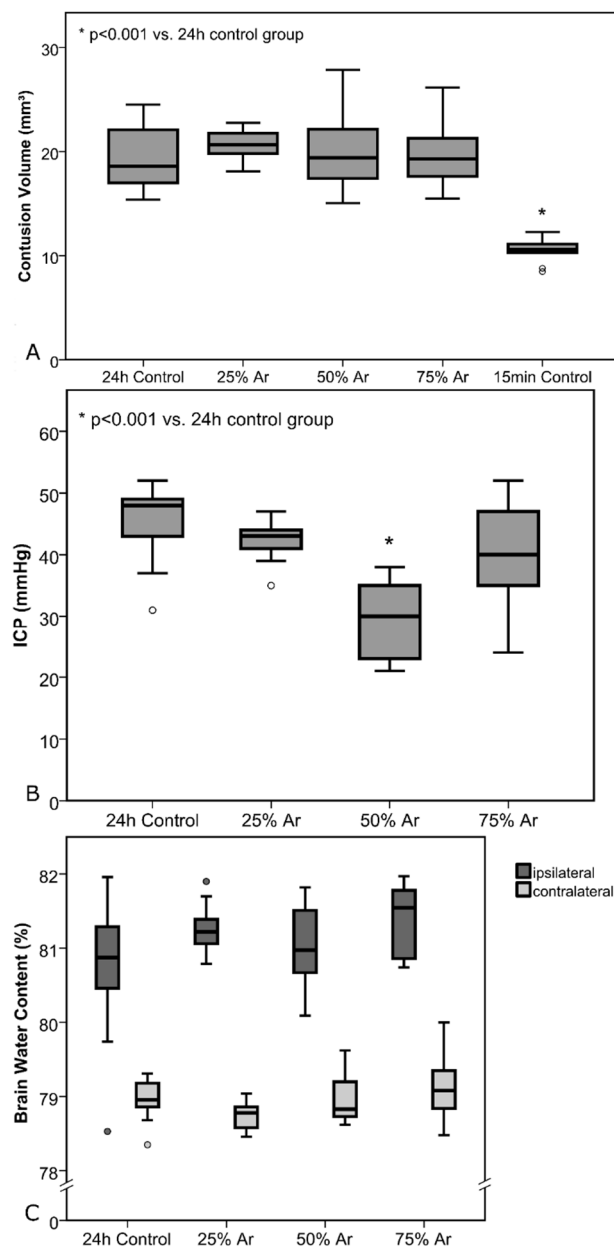 * p<0.001 vs. 24h control group
Contusion Volume (mm³)
30
20
10
0
A
24h Control 25% Ar 50% Ar 75% Ar 15min Control
*
* p<0.001 vs. 24h control group
ICP (mmHg)
60
50
40
30
20
10
0
*
B
24h Control 25% Ar 50% Ar 75% Ar
ipsilateral
contralateral
Brain Water Content (%)
82
81
80
79
78
0
C
24h Control 25% Ar 50% Ar 75% Ar